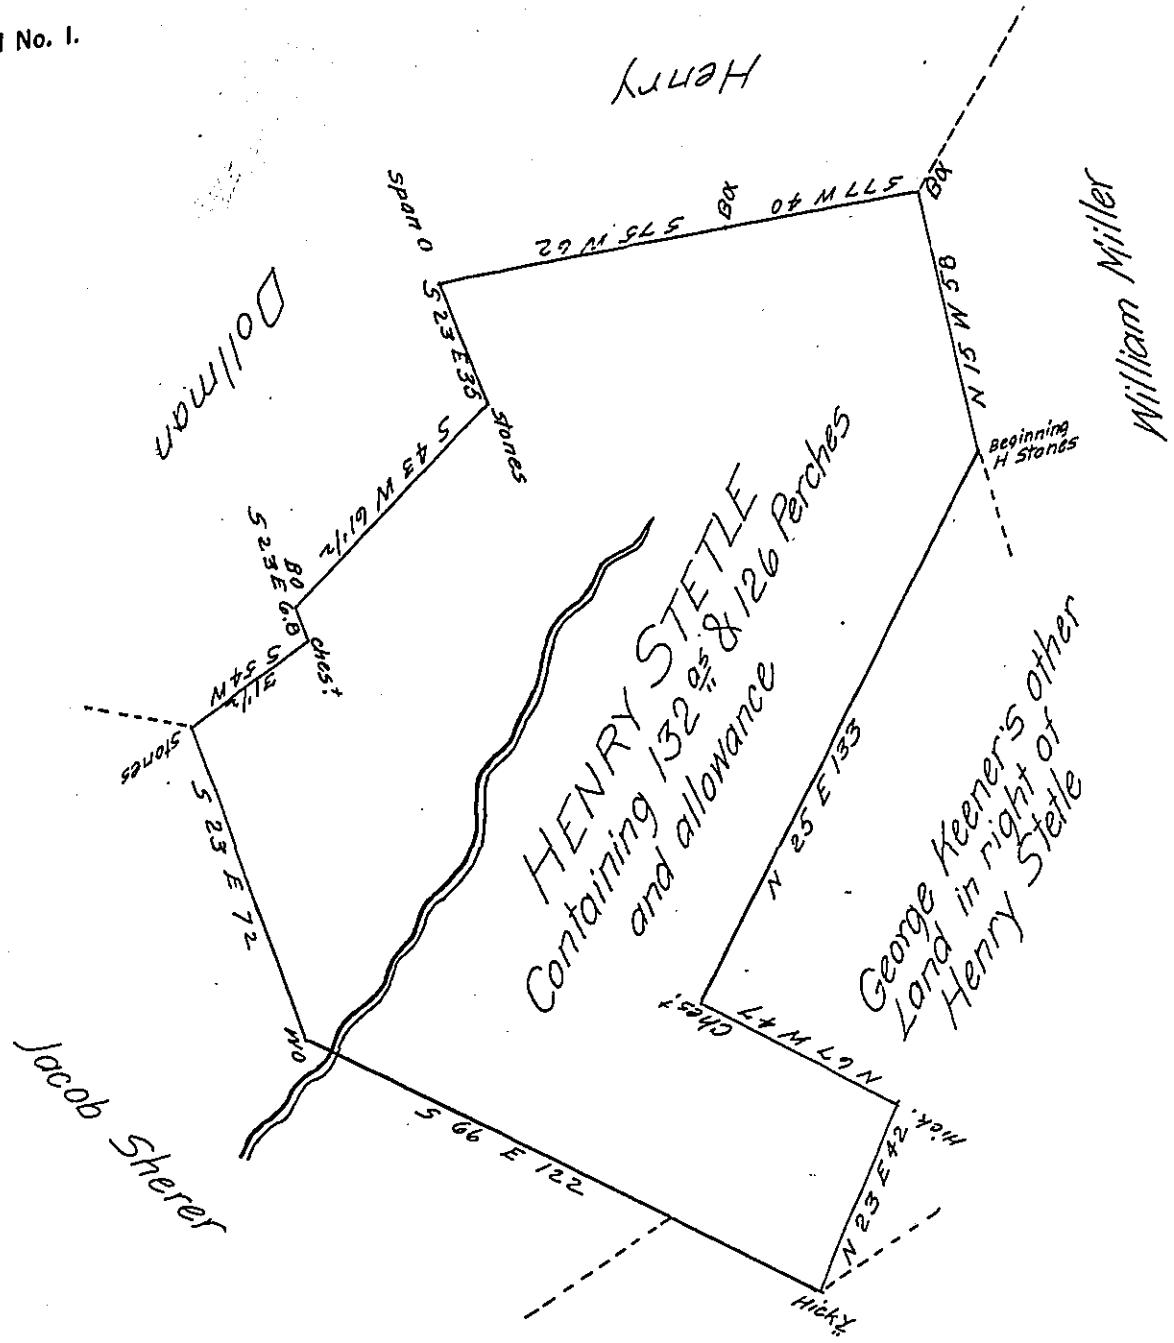 No. 1.
Henry
Span O
S 75 W 62
BO
S 77 W 40
BO
William Miller
N 15 W 58
Beginning
H Stones
Dollman
S 23 E 35
Stones
S 43 W 61 1/2
BO
S 23 E 6.8
Chest
S 54 W
31 1/2
Stones
S 23 E 72
WO
Jacob Sherer
HENRY STETLE
Containing 132 as & 126 Perches
and allowance
N 25 E 133
George Keener's other
Land in right of
Henry Stetle
Chest
N 67 W 47
Hick.
N 23 E 42
Hicky
S 66 E 122